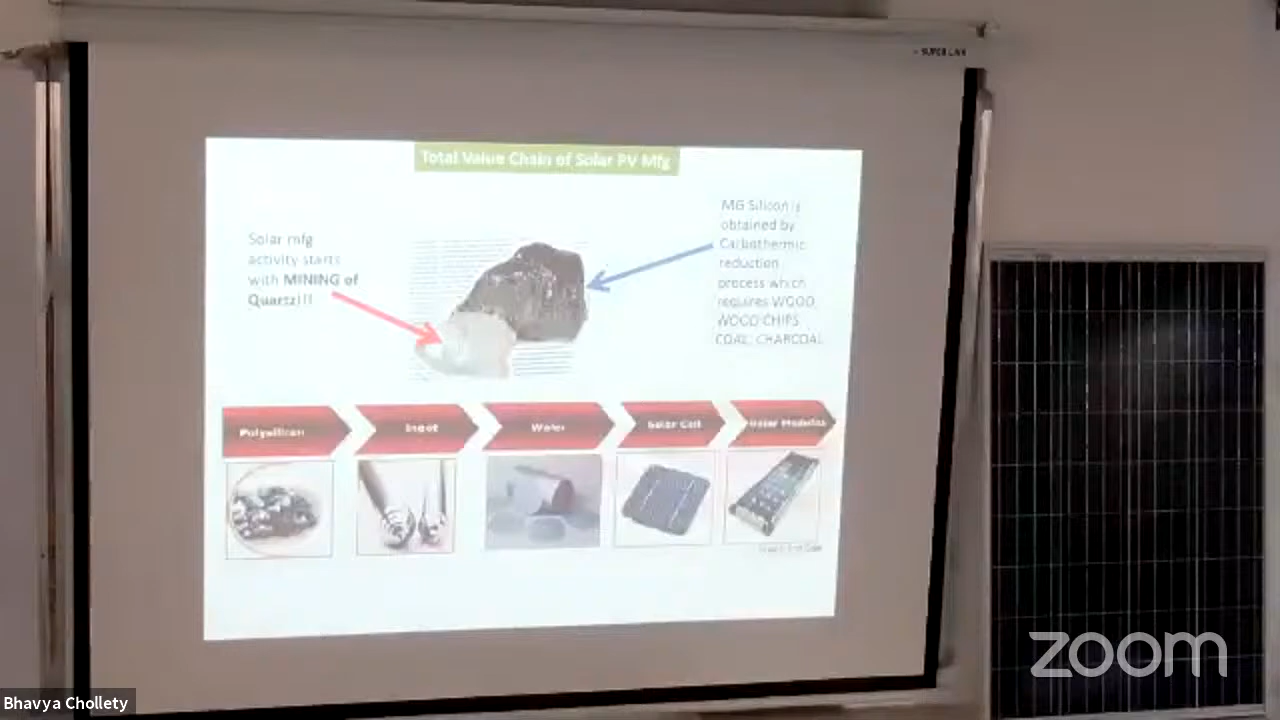 Total Value Chain of Solar PV Mfg
Solar mfg
activity starts
with MINING of
Quartz!!!
MG Silicon is
obtained by
Carbothermic
reduction
process which
requires WOOD,
WOOD CHIPS
COAL, CHARCOAL
Polysilicon
Ingot
Wafer
Solar Cell
Solar Modules
zoom
Bhavya Chollety